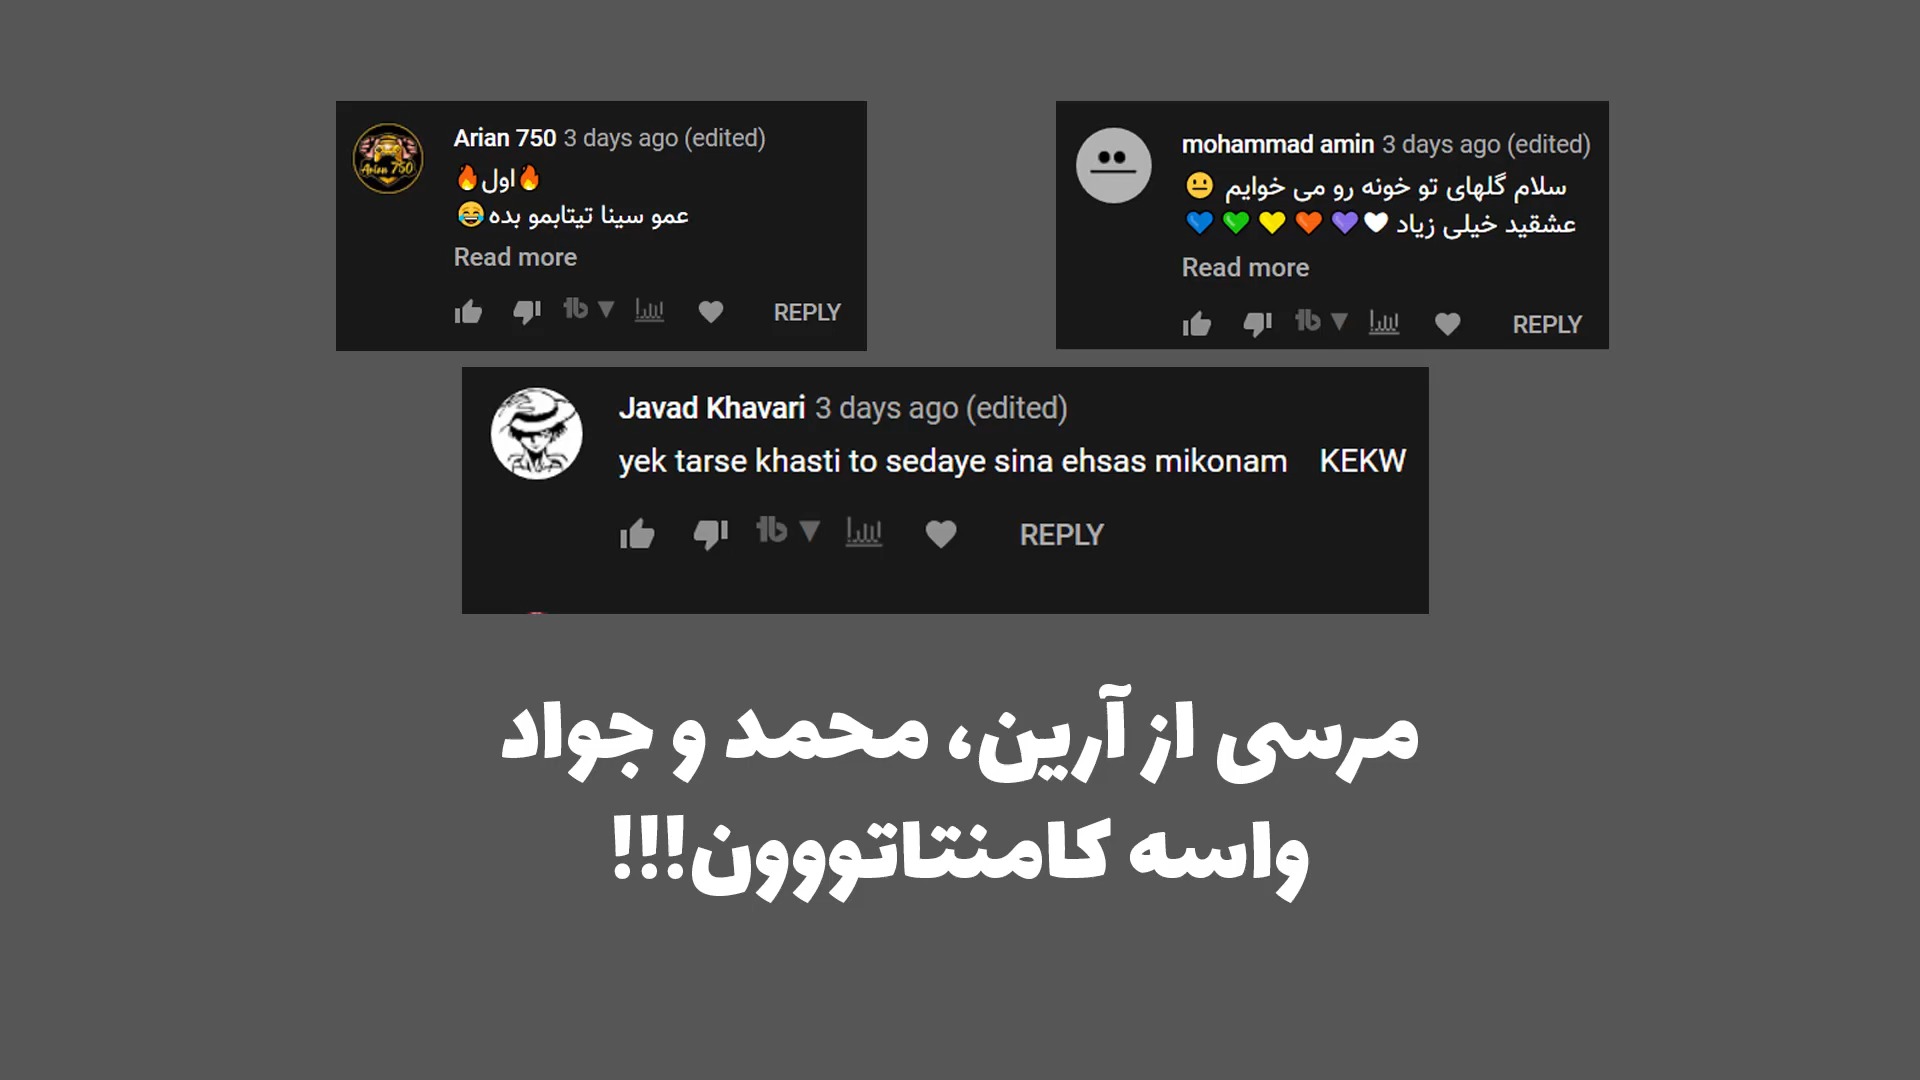 Arian 750 3 days ago (edited)
🔥اول🔥
عمو سینا تیتابمو بده😂
Read more
REPLY
mohammad amin 3 days ago (edited)
سلام گلهای تو خونه رو می خوایم 😐
عشقید خیلی زیاد 🤍💜🧡💛💚💙
Read more
REPLY
Javad Khavari 3 days ago (edited)
yek tarse khasti to sedaye sina ehsas mikonam KEKW
REPLY
مرسی از آرین، محمد و جواد
واسه کامنتاتووون!!!